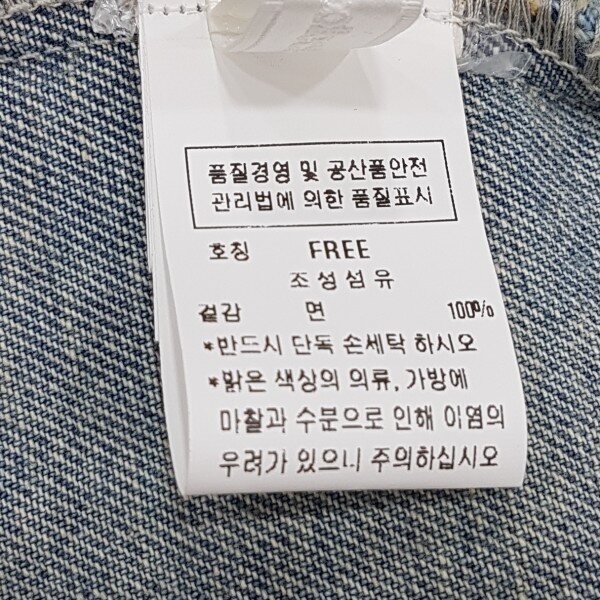 품질경영 및 공산품안전
관리법에 의한 품질표시
호칭 FREE
조성섬유
겉감 면 100%
*반드시 단독 손세탁 하시오
*밝은 색상의 의류, 가방에
마찰과 수분으로 인해 이염의
우려가 있으니 주의하십시오